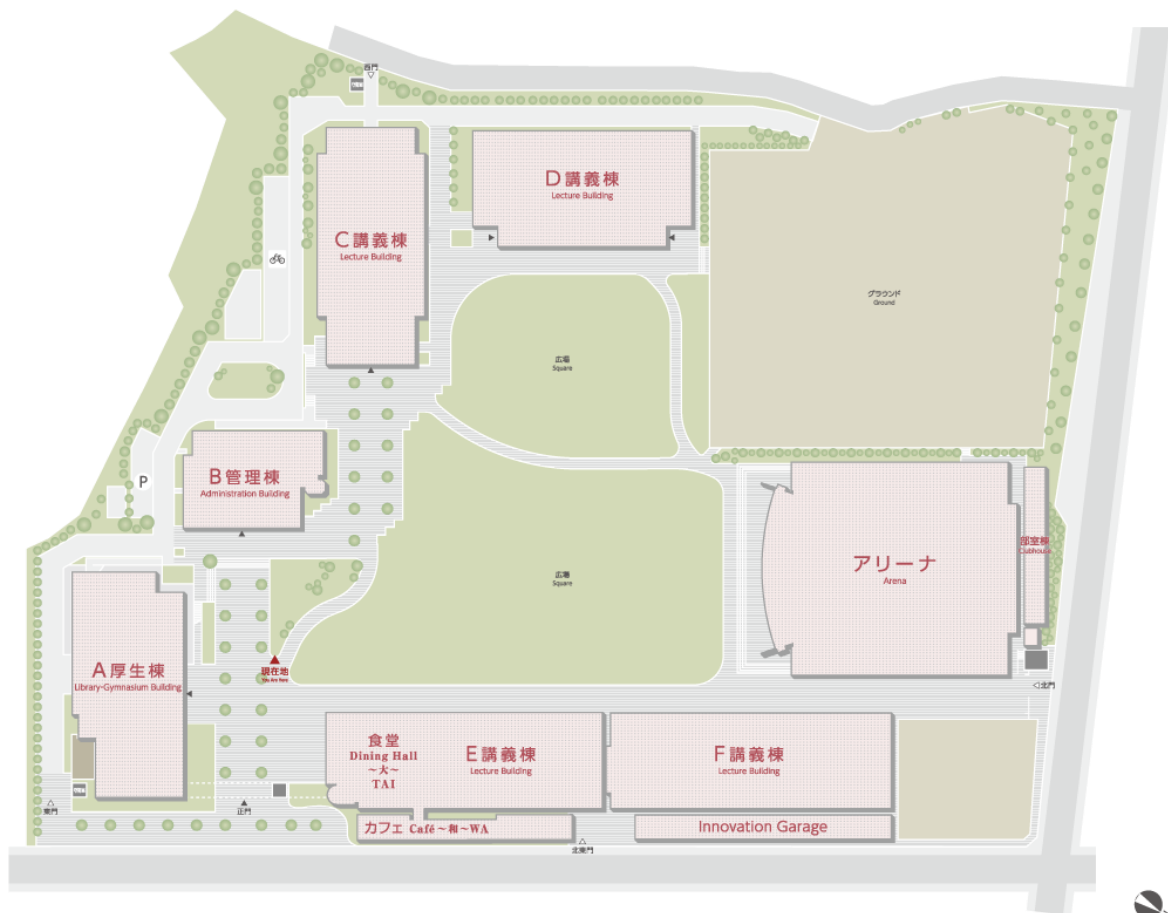 西門
D講義棟
Lecture Building
C講義棟
Lecture Building
グラウンド
Ground
広場
Square
B管理棟
Administration Building
P
アリーナ
Arena
部室棟
Clubhouse
広場
Square
A厚生棟
Library-Gymnasium Building
現在地
You Are Here
北門
食堂
Dining Hall
~大~
TAI
E講義棟
Lecture Building
F講義棟
Lecture Building
東門
正門
カフェ Café~和~WA
Innovation Garage
北東門